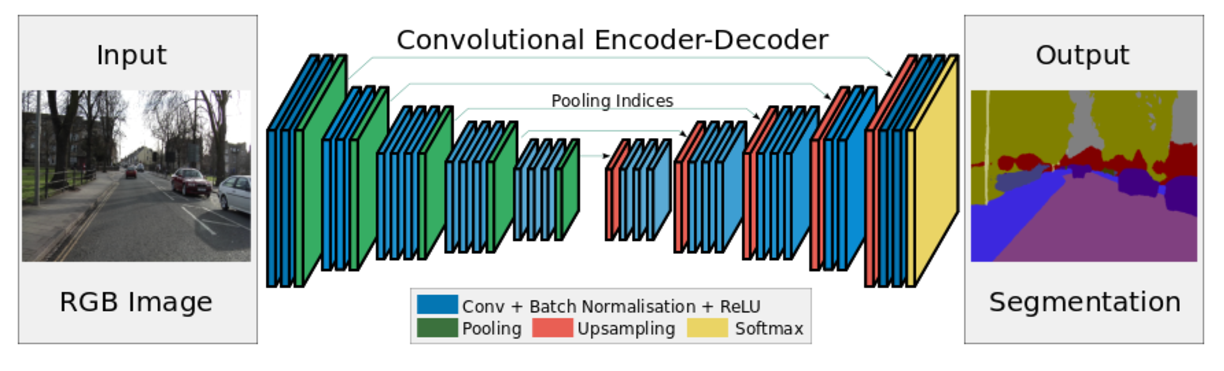 Input
RGB Image
Convolutional Encoder-Decoder
Pooling Indices
Conv + Batch Normalisation + ReLU
Pooling Upsampling Softmax
Output
Segmentation